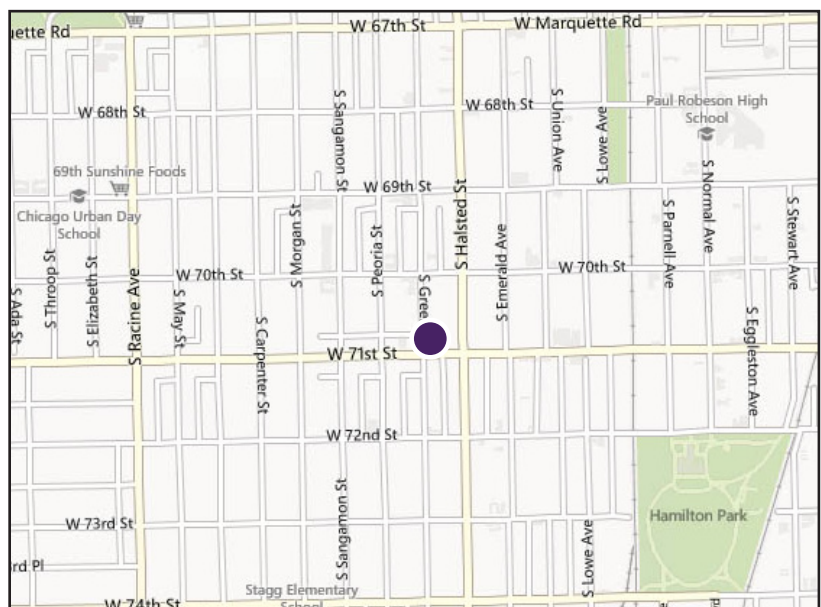 uette Rd
W 67th St
W Marquette Rd
W 68th St
S Sangamon St
W 68th St
S Union Ave
S Lowe Ave
Paul Robeson High
School
69th Sunshine Foods
W 69th St
Chicago Urban Day
School
S Halsted St
S Normal Ave
S Parnell Ave
S Stewart Ave
S Morgan St
S Peoria St
S Emerald Ave
W 70th St
W 70th St
S Gree
S Ada St
S Throop St
S Elizabeth St
S Racine Ave
S May St
S Carpenter St
S Eggleston Ave
W 71st St
W 72nd St
S Sangamon St
W 73rd St
Hamilton Park
S Lowe Ave
rd Pl
Stagg Elementary
School
W 74th St